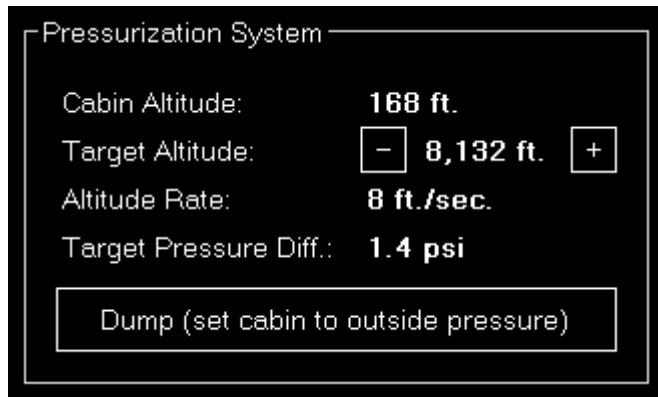 Pressurization System
Cabin Altitude: 168 ft.
Target Altitude: - 8,132 ft. +
Altitude Rate: 8 ft./sec.
Target Pressure Diff.: 1.4 psi
Dump (set cabin to outside pressure)